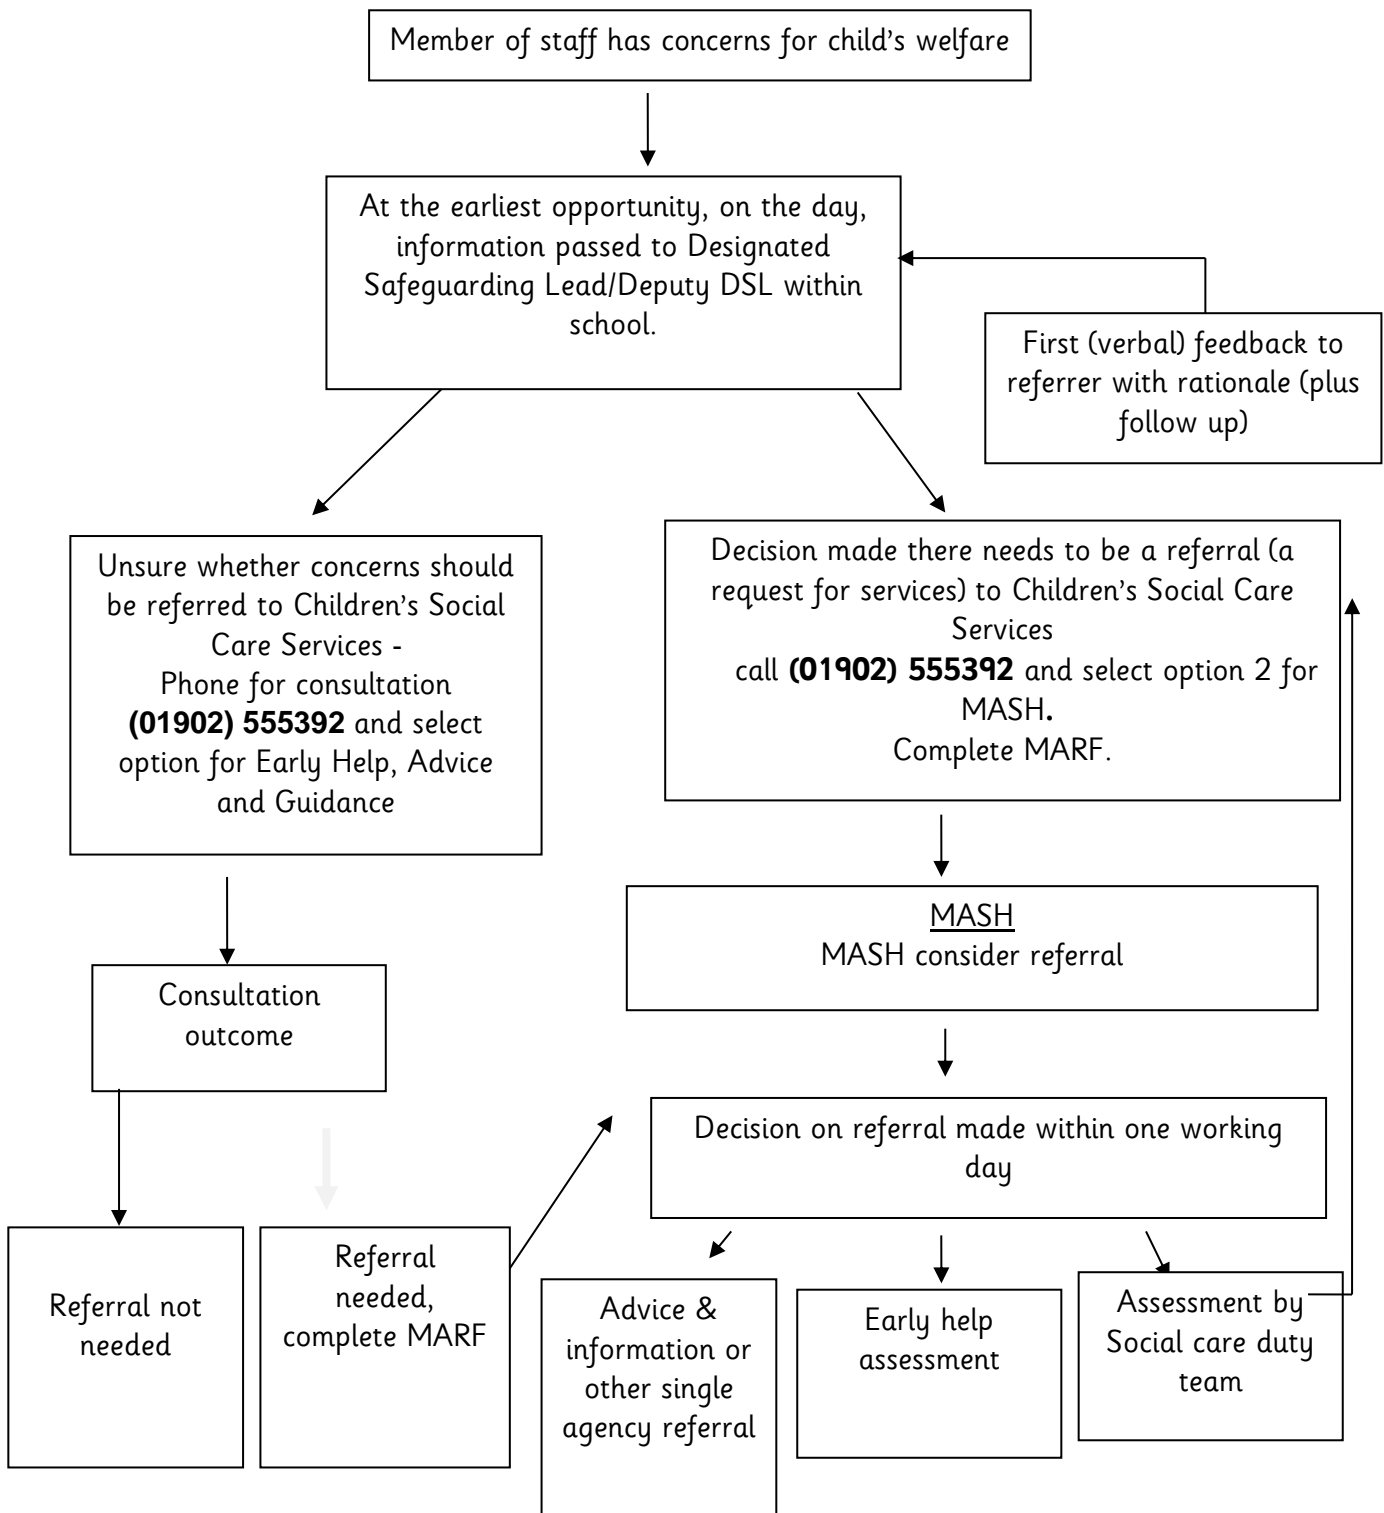 Member of staff has concerns for child's welfare
At the earliest opportunity, on the day,
information passed to Designated
Safeguarding Lead/Deputy DSL within
school.
First (verbal) feedback to
referrer with rationale (plus
follow up)
Unsure whether concerns should
be referred to Children's Social
Care Services -
Phone for consultation
(01902) 555392 and select
option for Early Help, Advice
and Guidance
Decision made there needs to be a referral (a
request for services) to Children's Social Care
Services
call (01902) 555392 and select option 2 for
MASH.
Complete MARF.
MASH
MASH consider referral
Consultation
outcome
Decision on referral made within one working
day
Referral not
needed
Referral
needed,
complete MARF
Advice &
information or
other single
agency referral
Early help
assessment
Assessment by
Social care duty
team